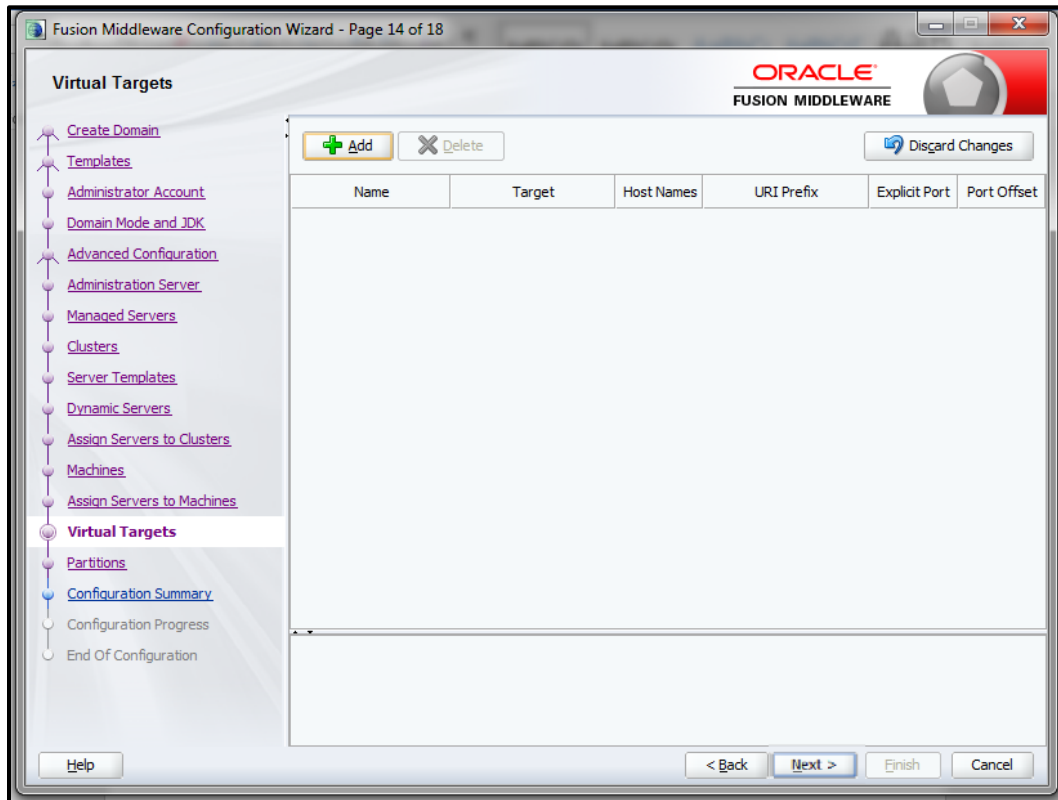 Fusion Middleware Configuration Wizard - Page 14 of 18
Virtual Targets
ORACLE
FUSION MIDDLEWARE
Create Domain
Templates
Administrator Account
Domain Mode and JDK
Advanced Configuration
Administration Server
Managed Servers
Clusters
Server Templates
Dynamic Servers
Assign Servers to Clusters
Machines
Assign Servers to Machines
Virtual Targets
Partitions
Configuration Summary
Configuration Progress
End Of Configuration
Add Delete Discard Changes
Name Target Host Names URI Prefix Explicit Port Port Offset
Help < Back Next > Finish Cancel